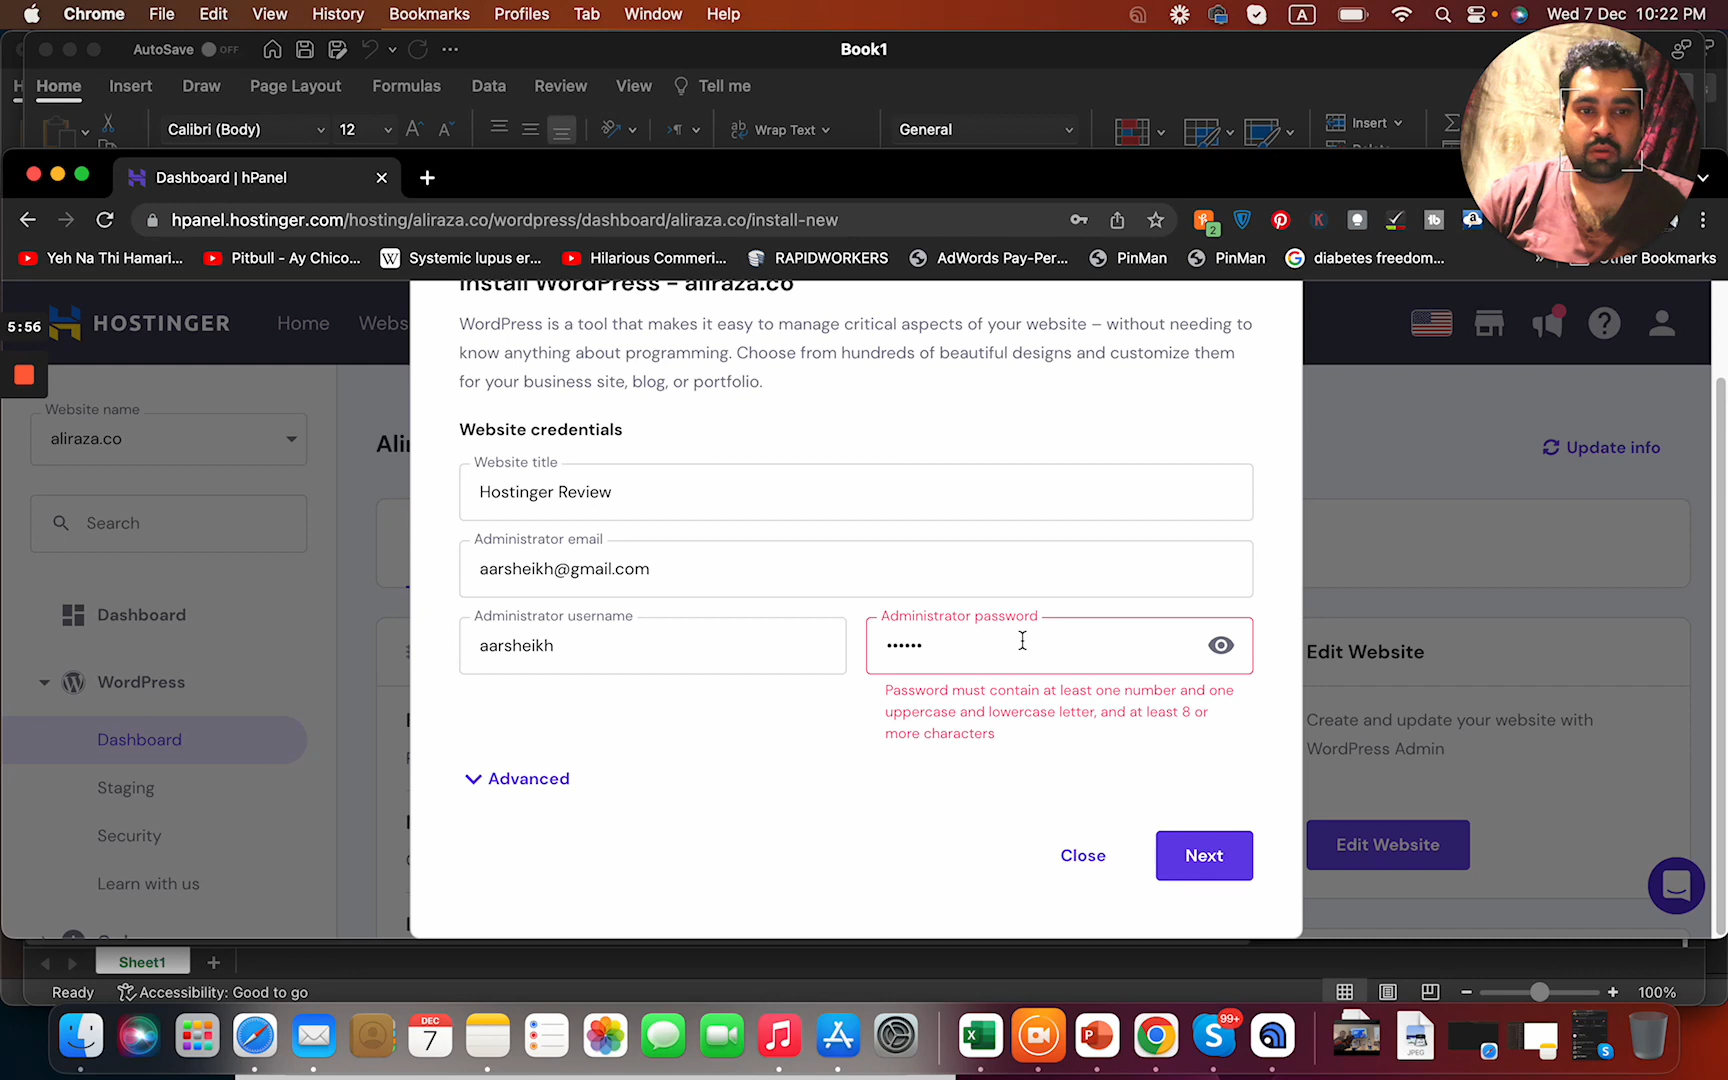 Chrome File Edit View History Bookmarks Profiles Tab Window Help A Wed 7 Dec 10:22 PM
AutoSave OFF Book1
Home Insert Draw Page Layout Formulas Data Review View Tell me
Calibri (Body) 12 Wrap Text General Insert
Dashboard | hPanel
hpanel.hostinger.com/hosting/aliraza.co/wordpress/dashboard/aliraza.co/install-new 2
Yeh Na Thi Hamari... Pitbull - Ay Chico... Systemic lupus er... Hilarious Commeri... RAPIDWORKERS AdWords Pay-Per... PinMan PinMan diabetes freedom... » Other Bookmarks
Install WordPress - aliraza.co
5:56 HOSTINGER Home Webs
WordPress is a tool that makes it easy to manage critical aspects of your website – without needing to
know anything about programming. Choose from hundreds of beautiful designs and customize them
for your business site, blog, or portfolio.
Website name
aliraza.co
Search
Dashboard
WordPress
Dashboard
Staging
Security
Learn with us
Ali
Website credentials
Website title
Hostinger Review
Administrator email
aarsheikh@gmail.com
Administrator username
aarsheikh
Administrator password
••••••
Password must contain at least one number and one
uppercase and lowercase letter, and at least 8 or
more characters
Advanced
Close Next
Update info
Edit Website
Create and update your website with
WordPress Admin
Edit Website
Sheet1
Ready Accessibility: Good to go 100%
DEC
7
99+
JPEG